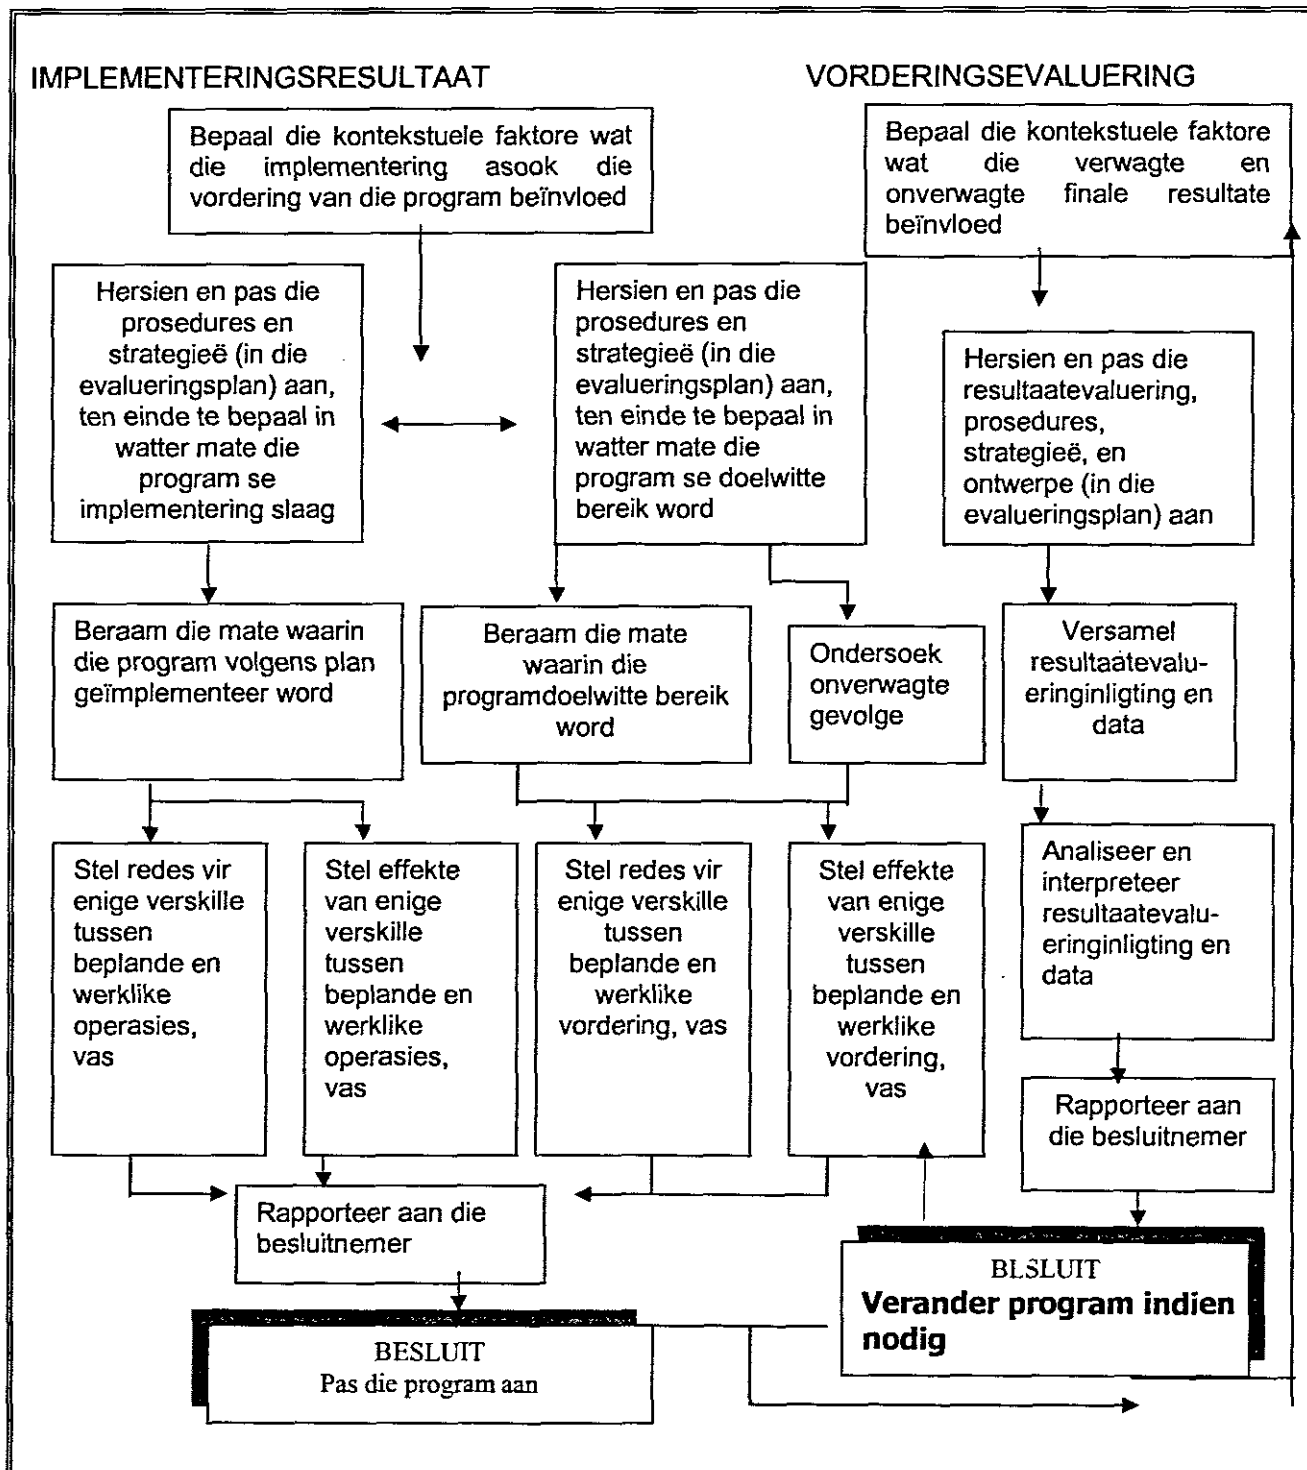 IMPLEMENTERINGSRESULTAAT
VORDERINGSEVALUERING
Bepaal die kontekstuele faktore wat
die implementering asook die
vordering van die program beïnvloed
Bepaal die kontekstuele faktore
wat die verwagte en
onverwagte finale resultate
beïnvloed
Hersien en pas die
prosedures en
strategieë (in die
evalueringsplan) aan,
ten einde te bepaal in
watter mate die
program se
implementering slaag
Hersien en pas die
prosedures en
strategieë (in die
evalueringsplan) aan,
ten einde te bepaal in
watter mate die
program se doelwitte
bereik word
Hersien en pas die
resultaatevaluering,
prosedures,
strategieë, en
ontwerpe (in die
evalueringsplan) aan
Beraam die mate waarin
die program volgens plan
geïmplementeer word
Beraam die mate
waarin die
programdoelwitte bereik
word
Ondersoek
onverwagte
gevolge
Versamel
resultaatevalu-
eringinligting en
data
Stel redes vir
enige verskille
tussen
beplande en
werklike
operasies,
vas
Stel effekte
van enige
verskille
tussen
beplande en
werklike
operasies,
vas
Stel redes vir
enige verskille
tussen
beplande en
werklike
vordering, vas
Stel effekte
van enige
verskille
tussen
beplande en
werklike
vordering,
vas
Analiseer en
interpreteer
resultaatevalu-
eringinligting en
data
Rapporteer aan
die besluitnemer
Rapporteer aan die
besluitnemer
BLSLUIT
Verander program indien
nodig
BESLUIT
Pas die program aan